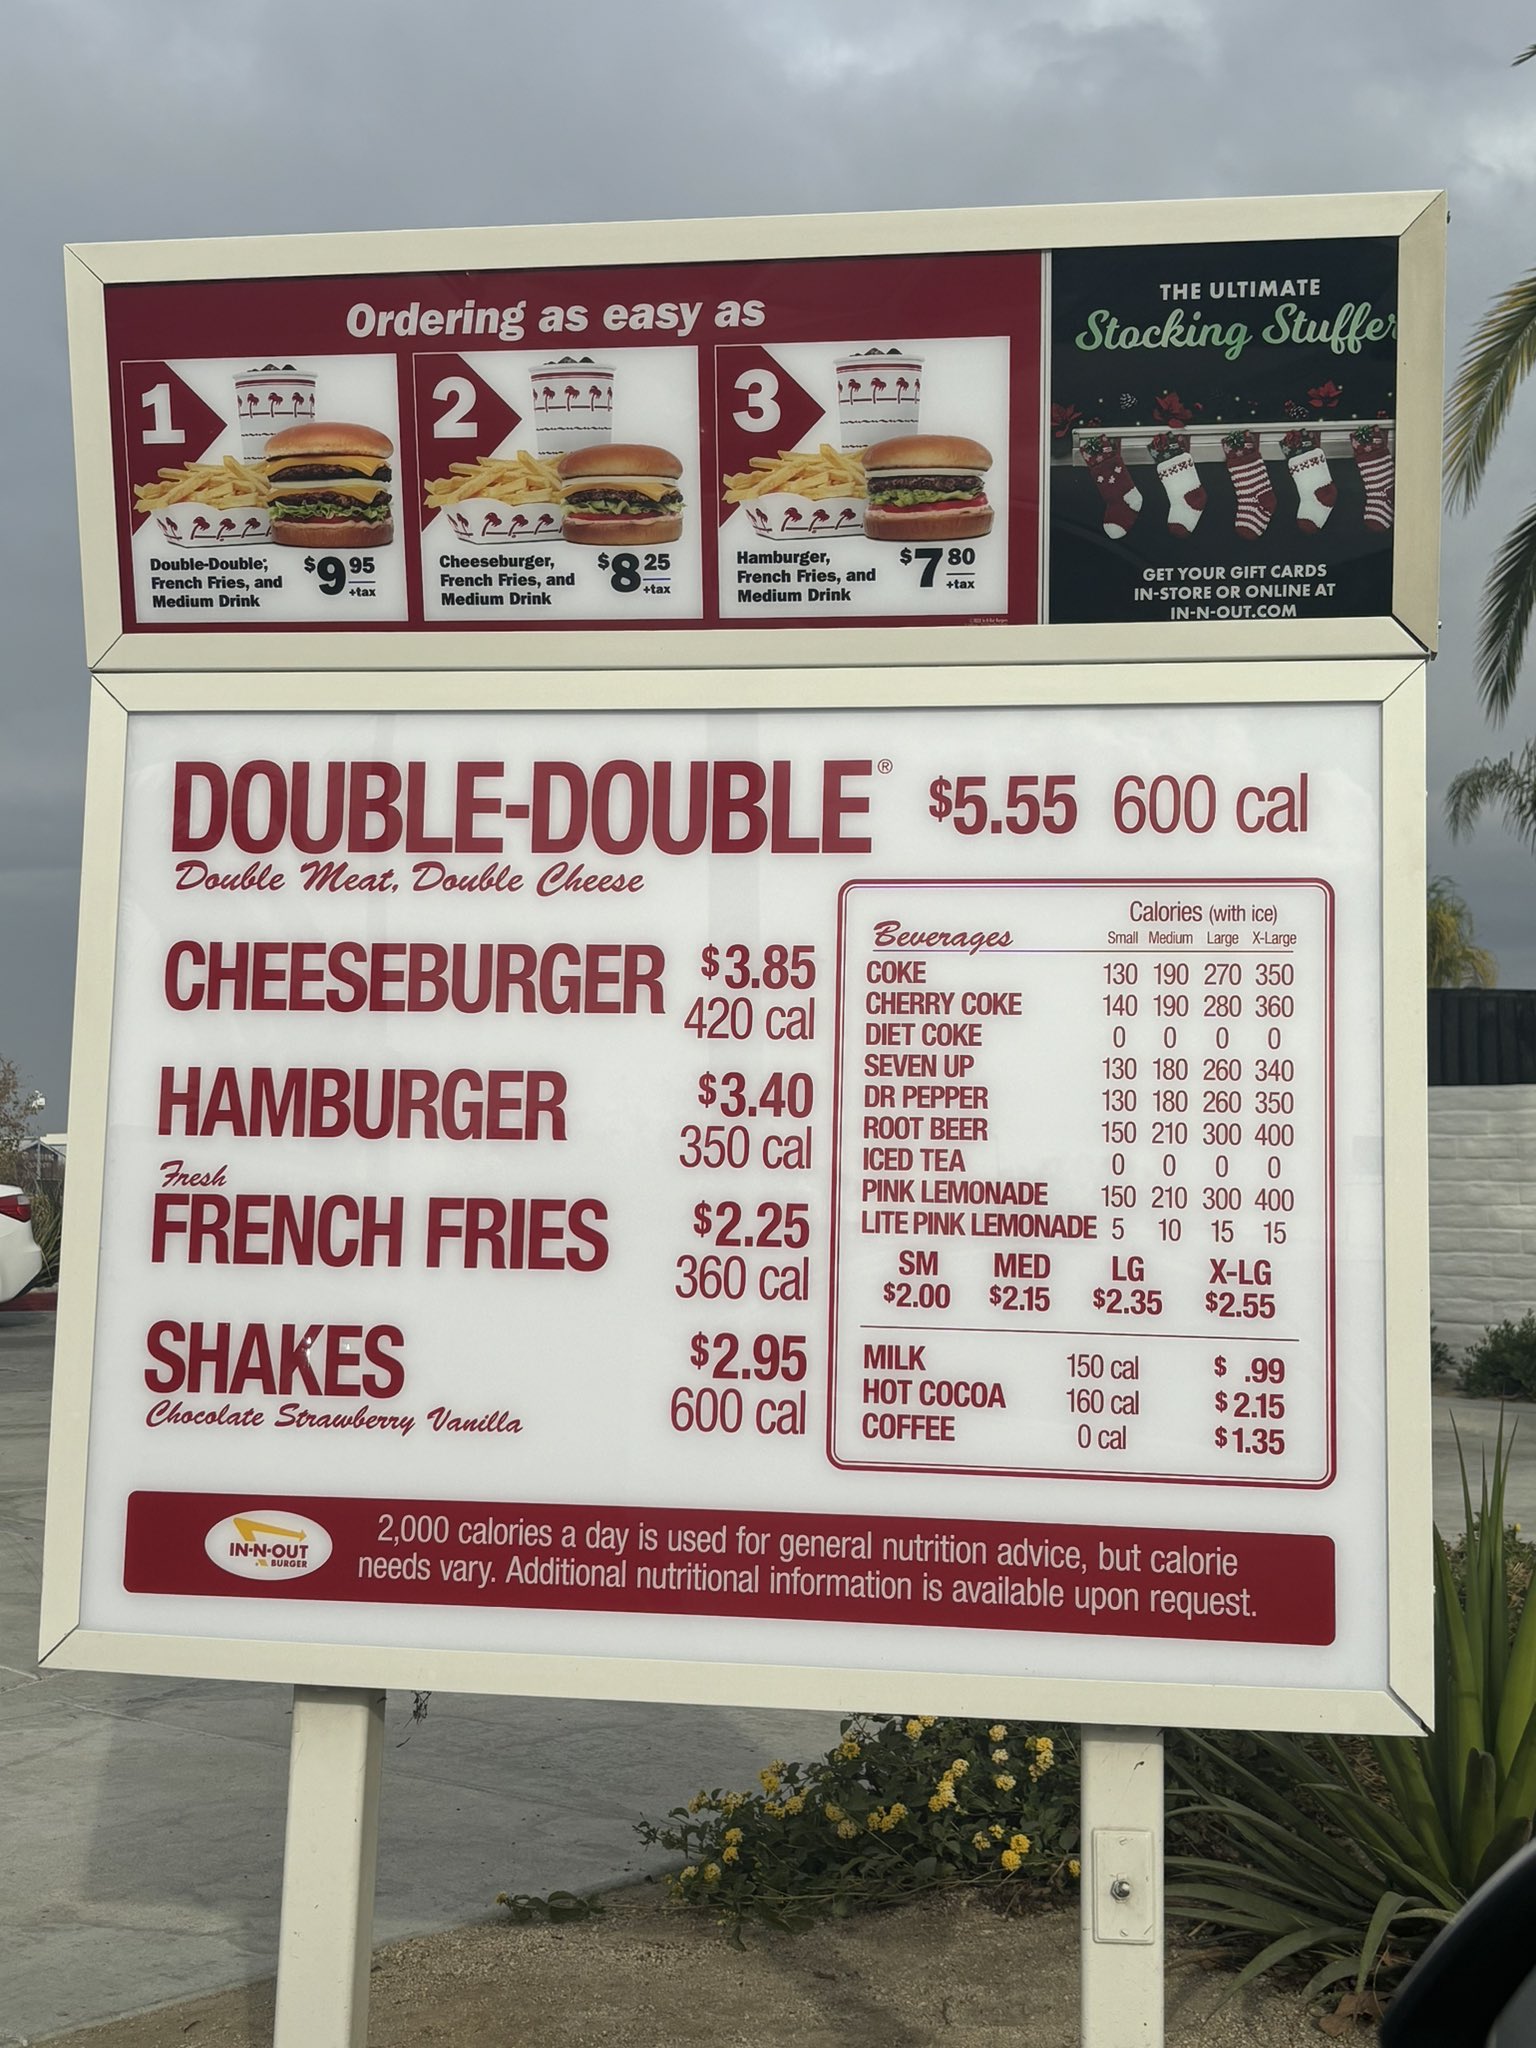 Ordering as easy as
1
Double-Double,
French Fries, and
Medium Drink
$9 95
+tax
2
Cheeseburger,
French Fries, and
Medium Drink
$8 25
+tax
3
Hamburger,
French Fries, and
Medium Drink
$7 80
+tax
THE ULTIMATE
Stocking Stuffer
GET YOUR GIFT CARDS
IN-STORE OR ONLINE AT
IN-N-OUT.COM
DOUBLE-DOUBLE® $5.55 600 cal
Double Meat, Double Cheese
CHEESEBURGER $3.85
420 cal
HAMBURGER $3.40
350 cal
Fresh
FRENCH FRIES $2.25
360 cal
SHAKES $2.95
Chocolate Strawberry Vanilla 600 cal
Calories (with ice)
Beverages Small Medium Large X-Large
COKE 130 190 270 350
CHERRY COKE 140 190 280 360
DIET COKE 0 0 0 0
SEVEN UP 130 180 260 340
DR PEPPER 130 180 260 350
ROOT BEER 150 210 300 400
ICED TEA 0 0 0 0
PINK LEMONADE 150 210 300 400
LITE PINK LEMONADE 5 10 15 15
SM MED LG X-LG
$2.00 $2.15 $2.35 $2.55
MILK 150 cal $ .99
HOT COCOA 160 cal $2.15
COFFEE 0 cal $1.35
IN-N-OUT
BURGER
2,000 calories a day is used for general nutrition advice, but calorie
needs vary. Additional nutritional information is available upon request.